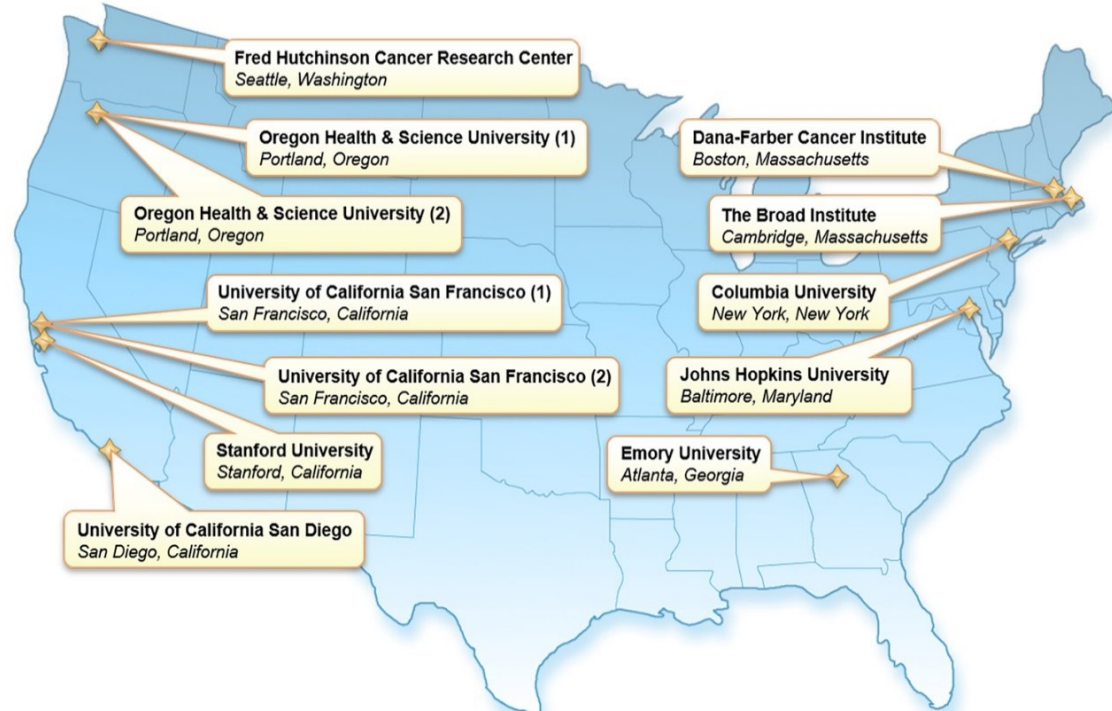 Fred Hutchinson Cancer Research Center
Seattle, Washington
Oregon Health & Science University (1)
Portland, Oregon
Oregon Health & Science University (2)
Portland, Oregon
University of California San Francisco (1)
San Francisco, California
University of California San Francisco (2)
San Francisco, California
Stanford University
Stanford, California
University of California San Diego
San Diego, California
Dana-Farber Cancer Institute
Boston, Massachusetts
The Broad Institute
Cambridge, Massachusetts
Columbia University
New York, New York
Johns Hopkins University
Baltimore, Maryland
Emory University
Atlanta, Georgia